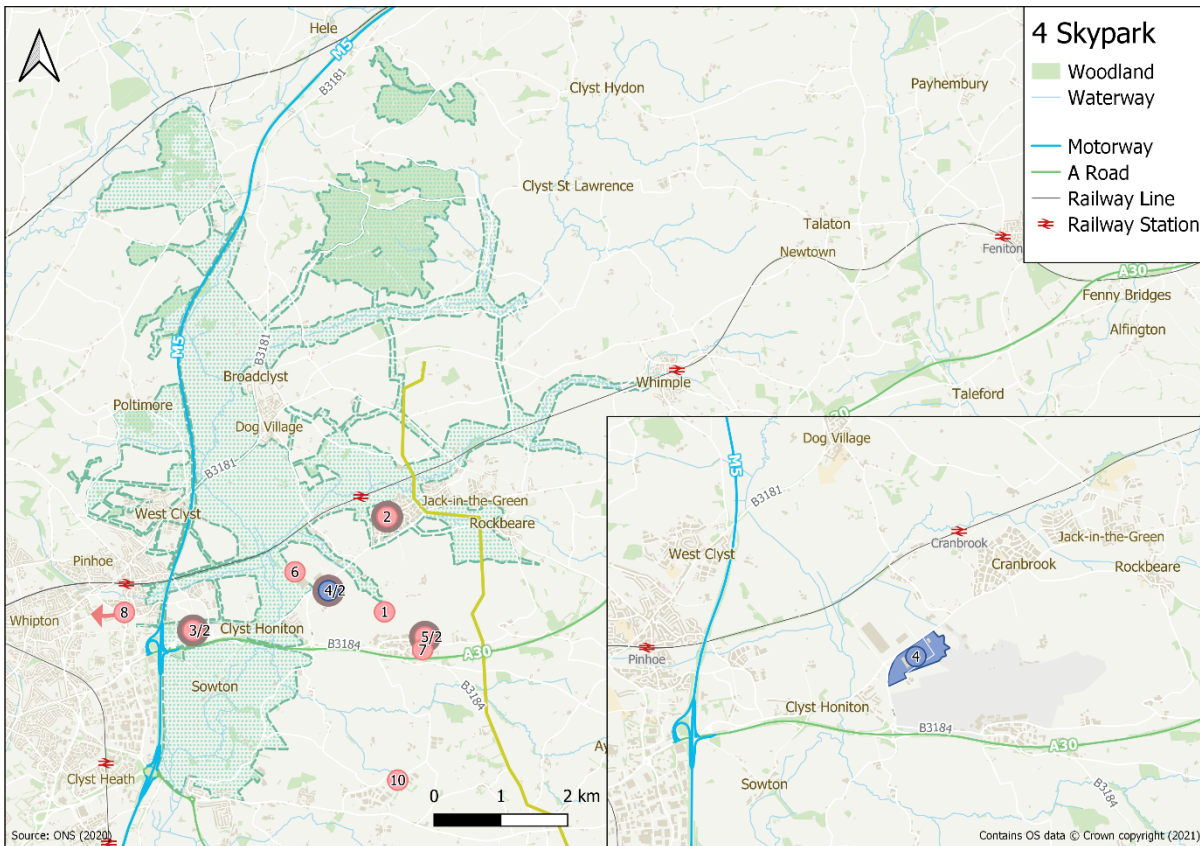 4 Skypark
Woodland
Waterway
Motorway
A Road
Railway Line
Railway Station
Hele
M5
B3181
Clyst Hydon
Payhembury
Clyst St Lawrence
Talaton
Newtown
Feniton
A30
Fenny Bridges
Alfington
M5
B3181
Broadclyst
Poltimore
Dog Village
Whimple
Taleford
B3181
West Clyst
Jack-in-the-Green
Rockbeare
2
Pinhoe
6
4/2
Whipton
8
1
3/2
Clyst Honiton
5/2
B3184
7
A30
Sowton
B3184
Clyst Heath
10
0 1 2 km
Source: ONS (2020)
M5
Dog Village
B3181
West Clyst
Cranbrook
Jack-in-the-Green
Cranbrook
Rockbeare
Pinhoe
4
Clyst Honiton
B3184
A30
Sowton
B3184
Contains OS data © Crown copyright (2021)